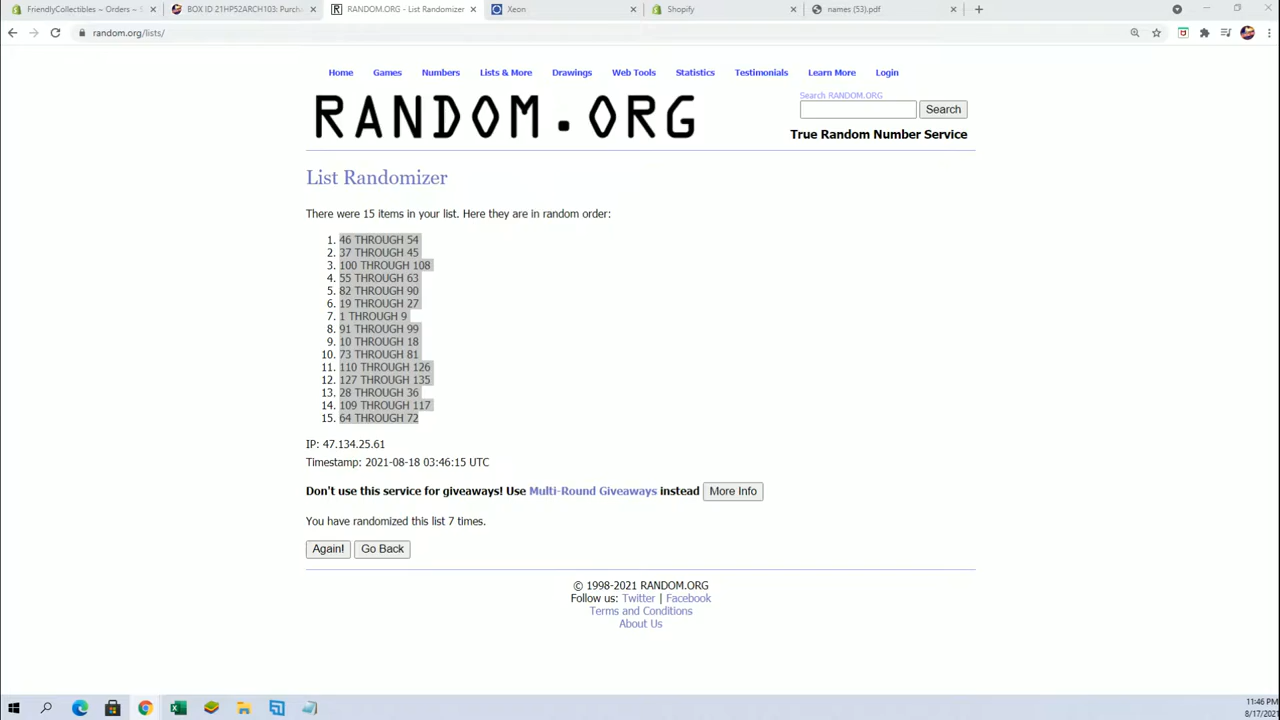 FriendlyCollectibles ~ Orders ~ S
BOX ID 21HP52ARCH103: Purcha
RANDOM.ORG - List Randomizer
Xeon
Shopify
names (53).pdf
random.org/lists/
Home Games Numbers Lists & More Drawings Web Tools Statistics Testimonials Learn More Login
RANDOM.ORG
Search RANDOM.ORG
Search
True Random Number Service
List Randomizer
There were 15 items in your list. Here they are in random order:
1. 46 THROUGH 54
2. 37 THROUGH 45
3. 100 THROUGH 108
4. 55 THROUGH 63
5. 82 THROUGH 90
6. 19 THROUGH 27
7. 1 THROUGH 9
8. 91 THROUGH 99
9. 10 THROUGH 18
10. 73 THROUGH 81
11. 110 THROUGH 126
12. 127 THROUGH 135
13. 28 THROUGH 36
14. 109 THROUGH 117
15. 64 THROUGH 72
IP: 47.134.25.61
Timestamp: 2021-08-18 03:46:15 UTC
Don't use this service for giveaways! Use Multi-Round Giveaways instead More Info
You have randomized this list 7 times.
Again! Go Back
© 1998-2021 RANDOM.ORG
Follow us: Twitter | Facebook
Terms and Conditions
About Us
11:46 PM
8/17/2021